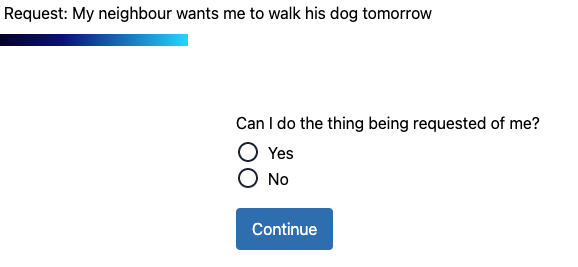 Request: My neighbour wants me to walk his dog tomorrow
Can I do the thing being requested of me?
Yes
No
Continue